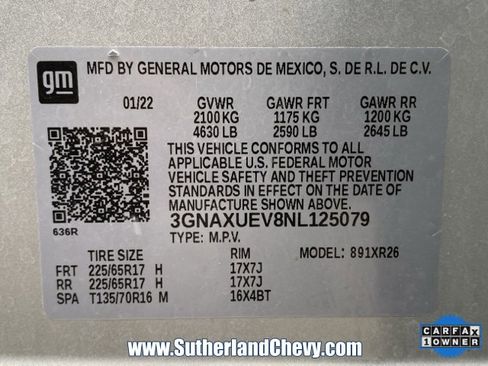 gm
MFD BY GENERAL MOTORS DE MEXICO, S. DE R.L. DE C.V.
01/22 GVWR GAWR FRT GAWR RR
2100 KG 1175 KG 1200 KG
4630 LB 2590 LB 2645 LB
THIS VEHICLE CONFORMS TO ALL
APPLICABLE U.S. FEDERAL MOTOR
VEHICLE SAFETY AND THEFT PREVENTION
STANDARDS IN EFFECT ON THE DATE OF
MANUFACTURE SHOWN ABOVE.
3GNAXUEV8NL125079
636R
TYPE: M.P.V.
TIRE SIZE RIM MODEL: 891XR26
FRT 225/65R17 H 17X7J
RR 225/65R17 H 17X7J
SPA T135/70R16 M 16X4BT
www.SutherlandChevy.com
CARFAX
1 OWNER